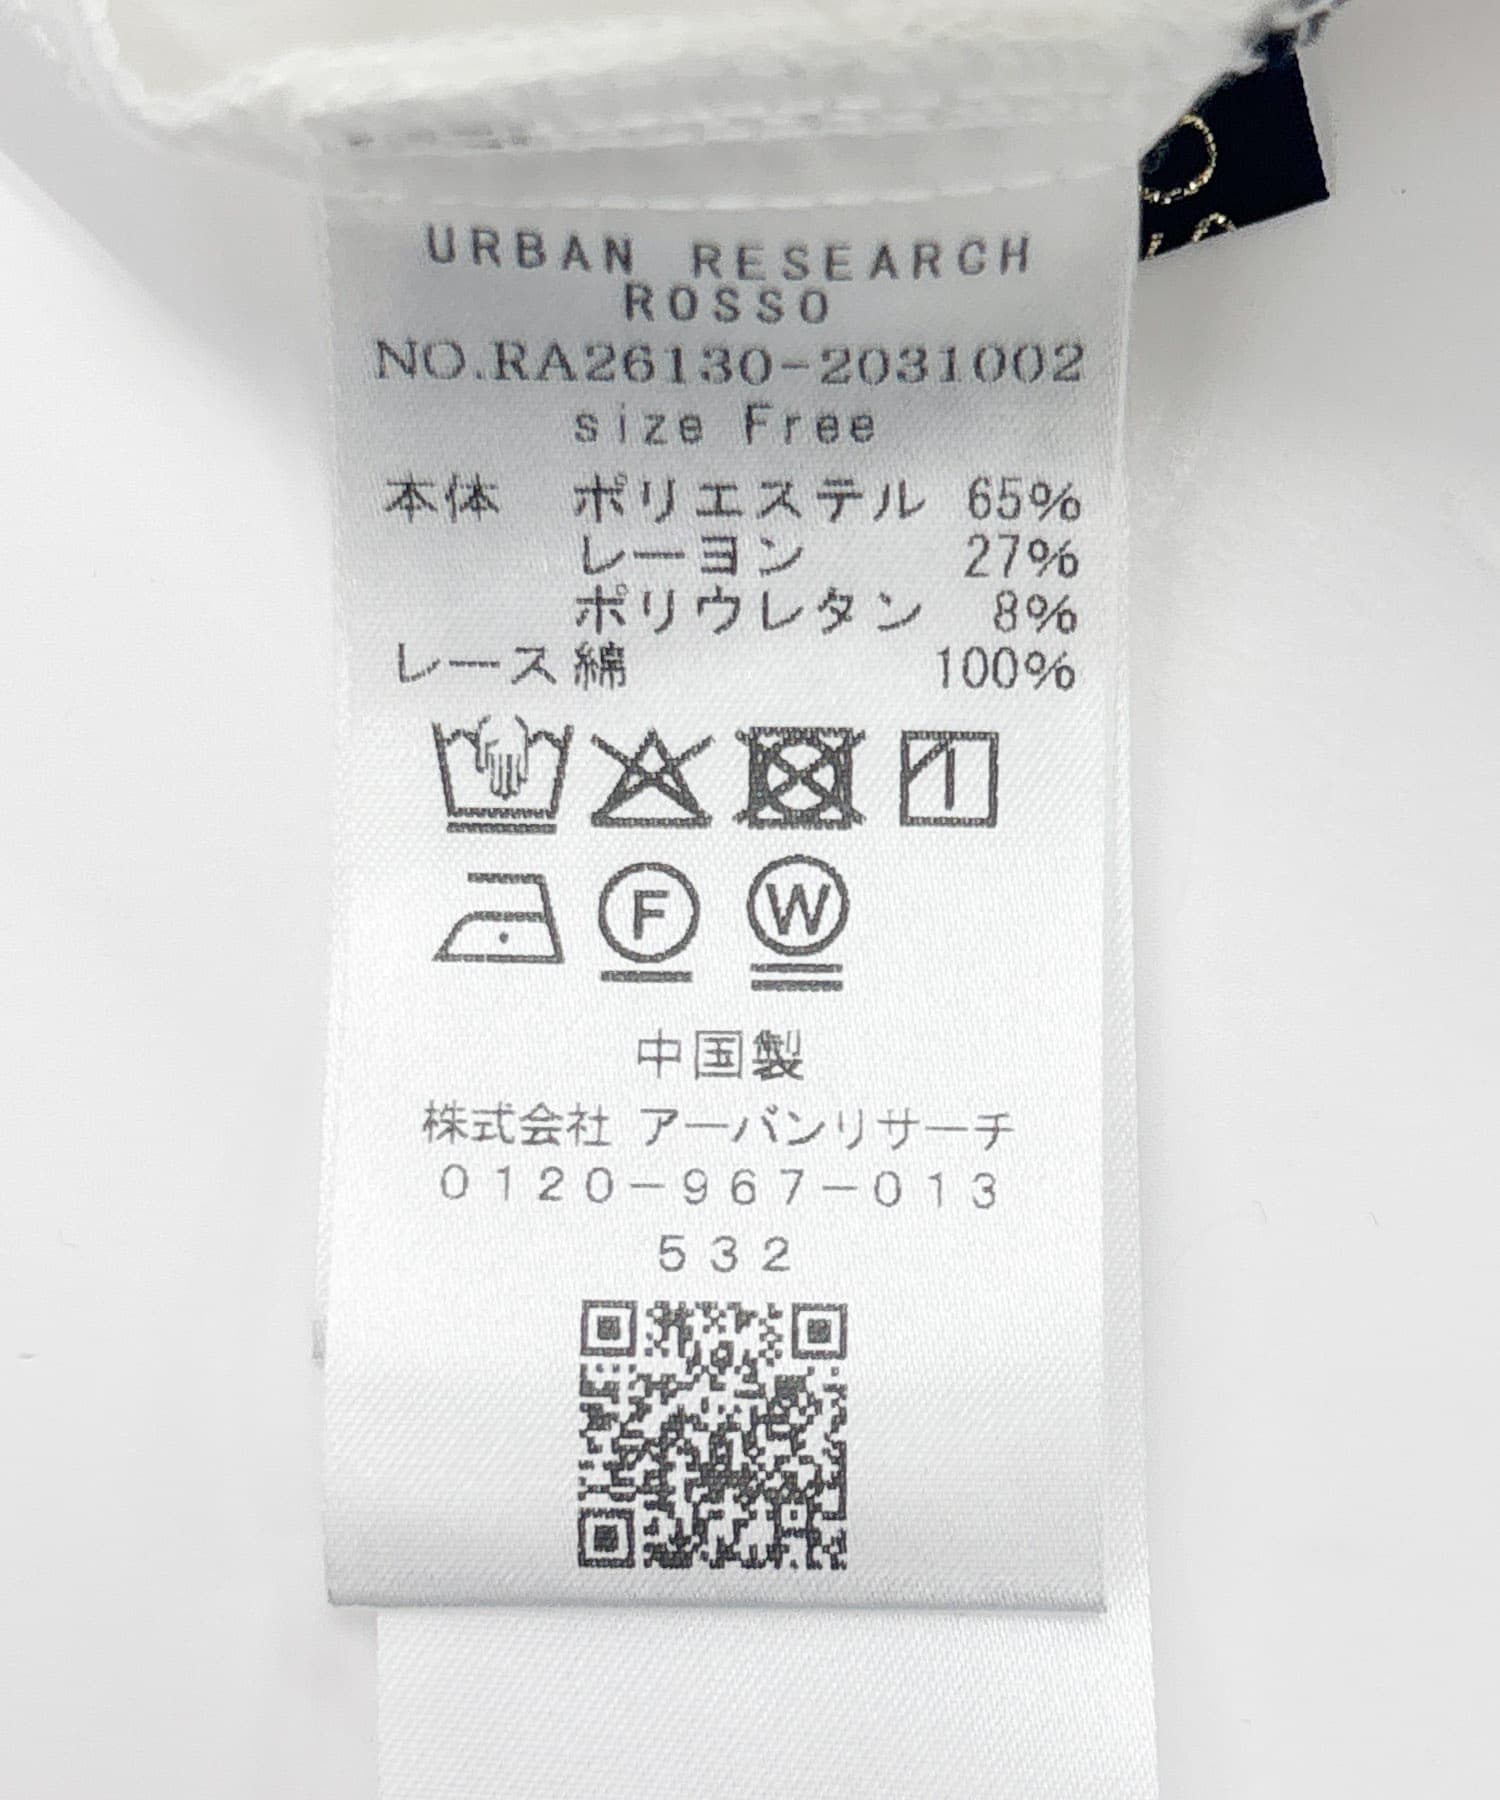 URBAN RESEARCH
ROSSO
NO.RA26130-2031002
size Free
本体 ポリエステル 65%
レーヨン 27%
ポリウレタン 8%
レース 綿 100%
F W
中国製
株式会社 アーバンリサーチ
0120-967-013
532